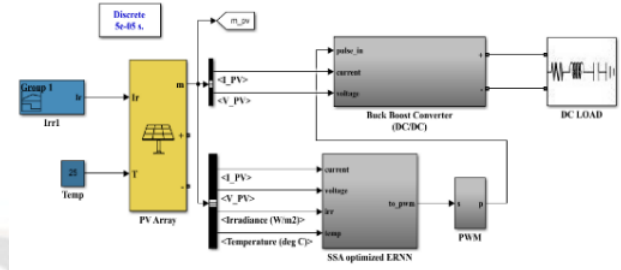 Discrete
5e-05 s.
m_pv
Group 1
Ir
Irr1
25
Temp
Ir
T
m
+
-
PV Array
<I_PV>
<V_PV>
pulse_in
current
voltage
+
-
Buck Boost Converter
(DC/DC)
DC LOAD
<I_PV>
<V_PV>
<Irradiance (W/m2)>
<Temperature (deg C)>
current
voltage
irr
temp
to_pwm
SSA optimized ERNN
s
p
PWM